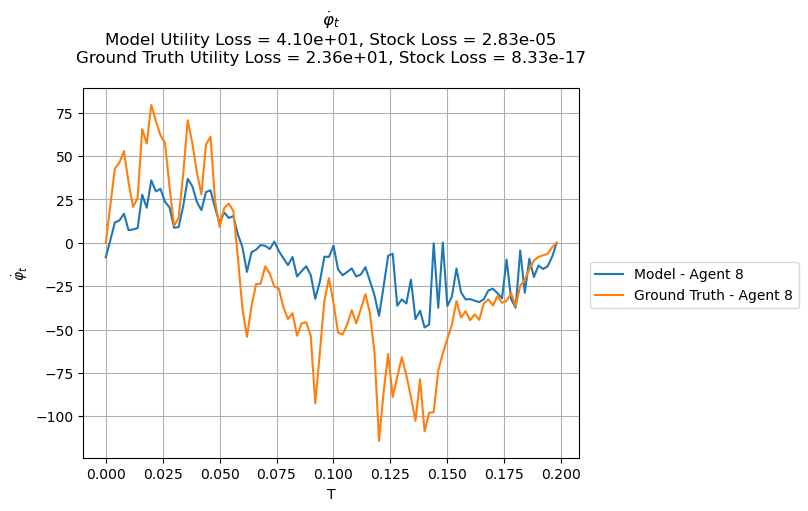 φ̇_t
Model Utility Loss = 4.10e+01, Stock Loss = 2.83e-05
Ground Truth Utility Loss = 2.36e+01, Stock Loss = 8.33e-17
75
50
25
0
−25
−50
−75
−100
φ̇_t
0.000 0.025 0.050 0.075 0.100 0.125 0.150 0.175 0.200
T
Model - Agent 8
Ground Truth - Agent 8